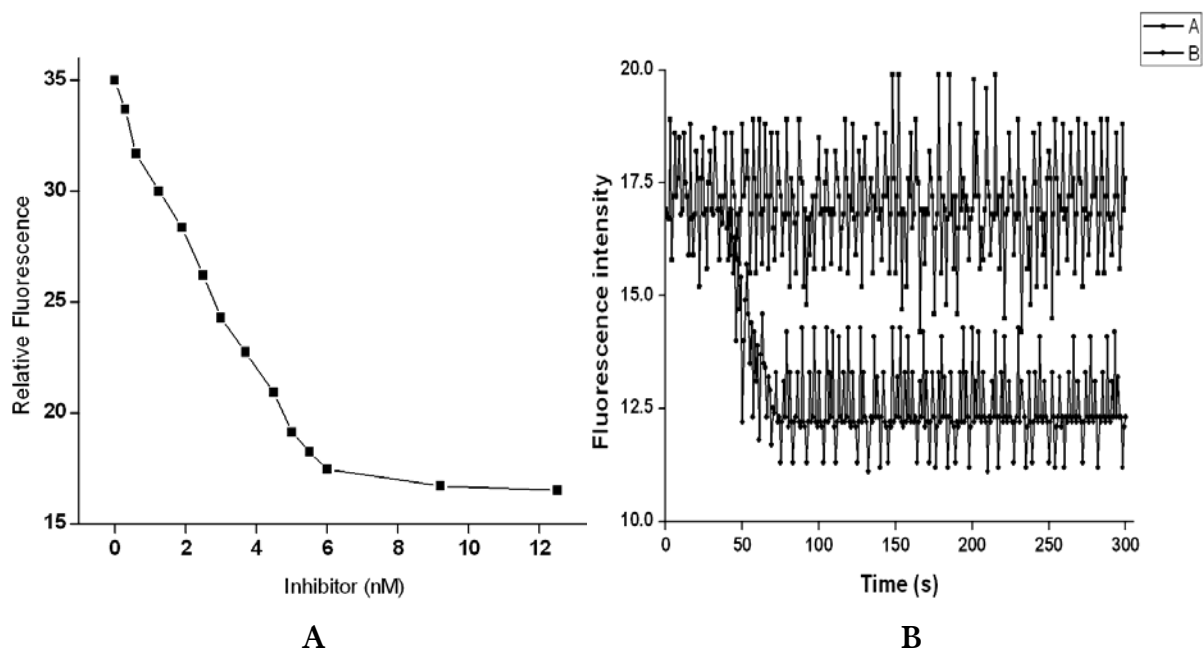 35
30
25
20
15
Relative Fluorescence
0 2 4 6 8 10 12
Inhibitor (nM)
A
A
B
20.0
17.5
15.0
12.5
10.0
Fluorescence intensity
0 50 100 150 200 250 300
Time (s)
B